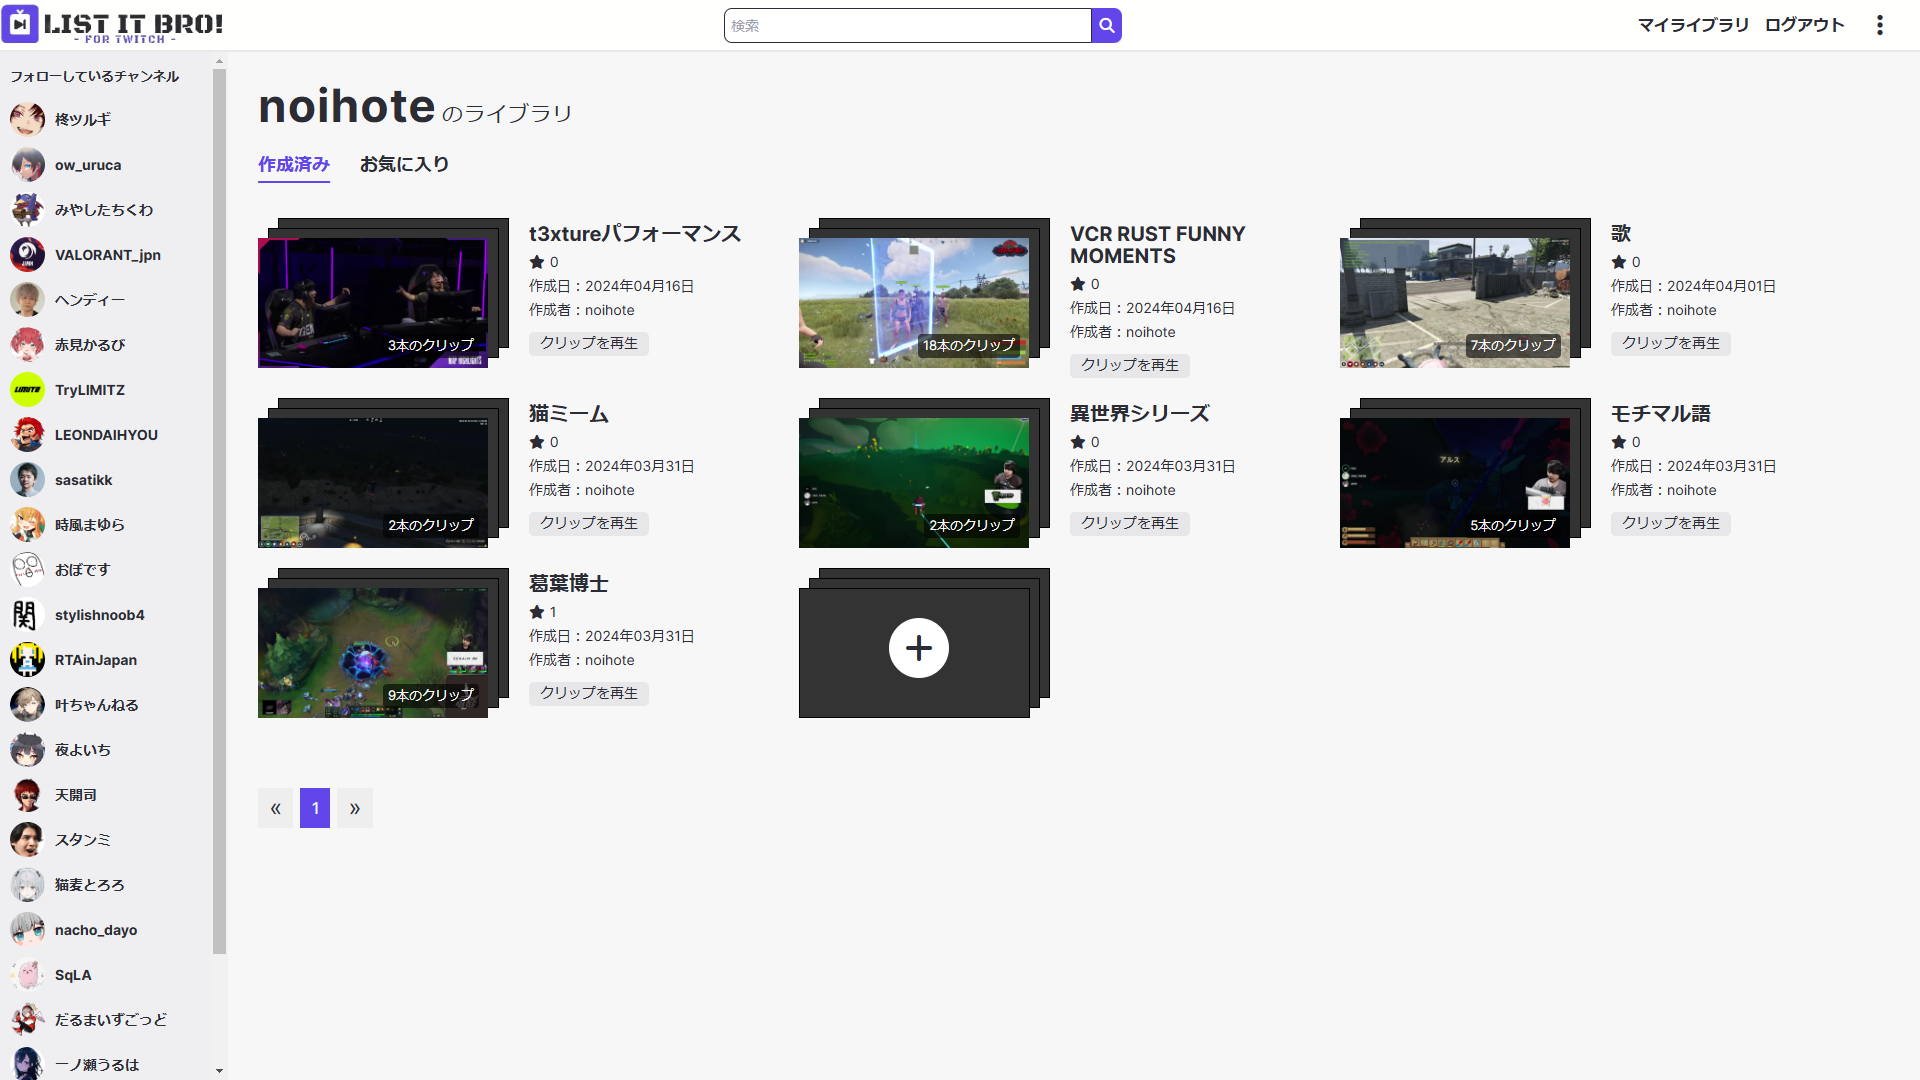 LIST IT BRO!
- FOR TWITCH -
検索
マイライブラリ ログアウト
フォローしているチャンネル
柊ツルギ
ow_uruca
みやしたちくわ
VALORANT_jpn
ヘンディー
赤見かるび
TryLIMITZ
LEONDAIHYOU
sasatikk
時風まゆら
おぼです
stylishnoob4
RTAinJapan
叶ちゃんねる
夜よいち
天開司
スタンミ
猫麦とろろ
nacho_dayo
SqLA
だるまいずごっど
一ノ瀬うるは
noihote のライブラリ
作成済み お気に入り
3本のクリップ
MAP HIGHLIGHTS
t3xtureパフォーマンス
0
作成日：2024年04月16日
作成者：noihote
クリップを再生
18本のクリップ
VCR RUST FUNNY
MOMENTS
0
作成日：2024年04月16日
作成者：noihote
クリップを再生
7本のクリップ
歌
0
作成日：2024年04月01日
作成者：noihote
クリップを再生
2本のクリップ
猫ミーム
0
作成日：2024年03月31日
作成者：noihote
クリップを再生
2本のクリップ
異世界シリーズ
0
作成日：2024年03月31日
作成者：noihote
クリップを再生
アルス
5本のクリップ
モチマル語
0
作成日：2024年03月31日
作成者：noihote
クリップを再生
9本のクリップ
葛葉博士
1
作成日：2024年03月31日
作成者：noihote
クリップを再生
« 1 »